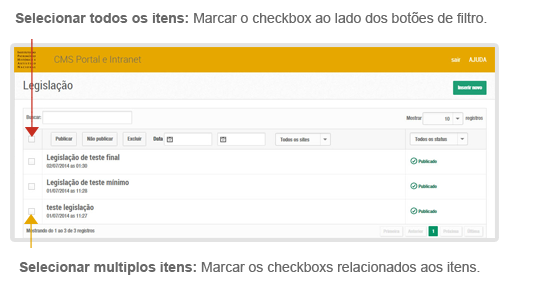 Selecionar todos os itens: Marcar o checkbox ao lado dos botões de filtro.
CMS Portal e Intranet
sair AJUDA
Legislação
Inserir novo
Buscar:
Mostrar 10 registros
Publicar Não publicar Excluir Data Todos os sites Todos os status
Legislação de teste final
02/07/2014 as 01:30
Publicado
Legislação de teste mínimo
01/07/2014 as 11:28
Publicado
teste legislação
01/07/2014 as 11:27
Publicado
Mostrando do 1 ao 3 de 3 registros
Primeiro Anterior 1 Próximo Último
Selecionar multiplos itens: Marcar os checkboxs relacionados aos itens.